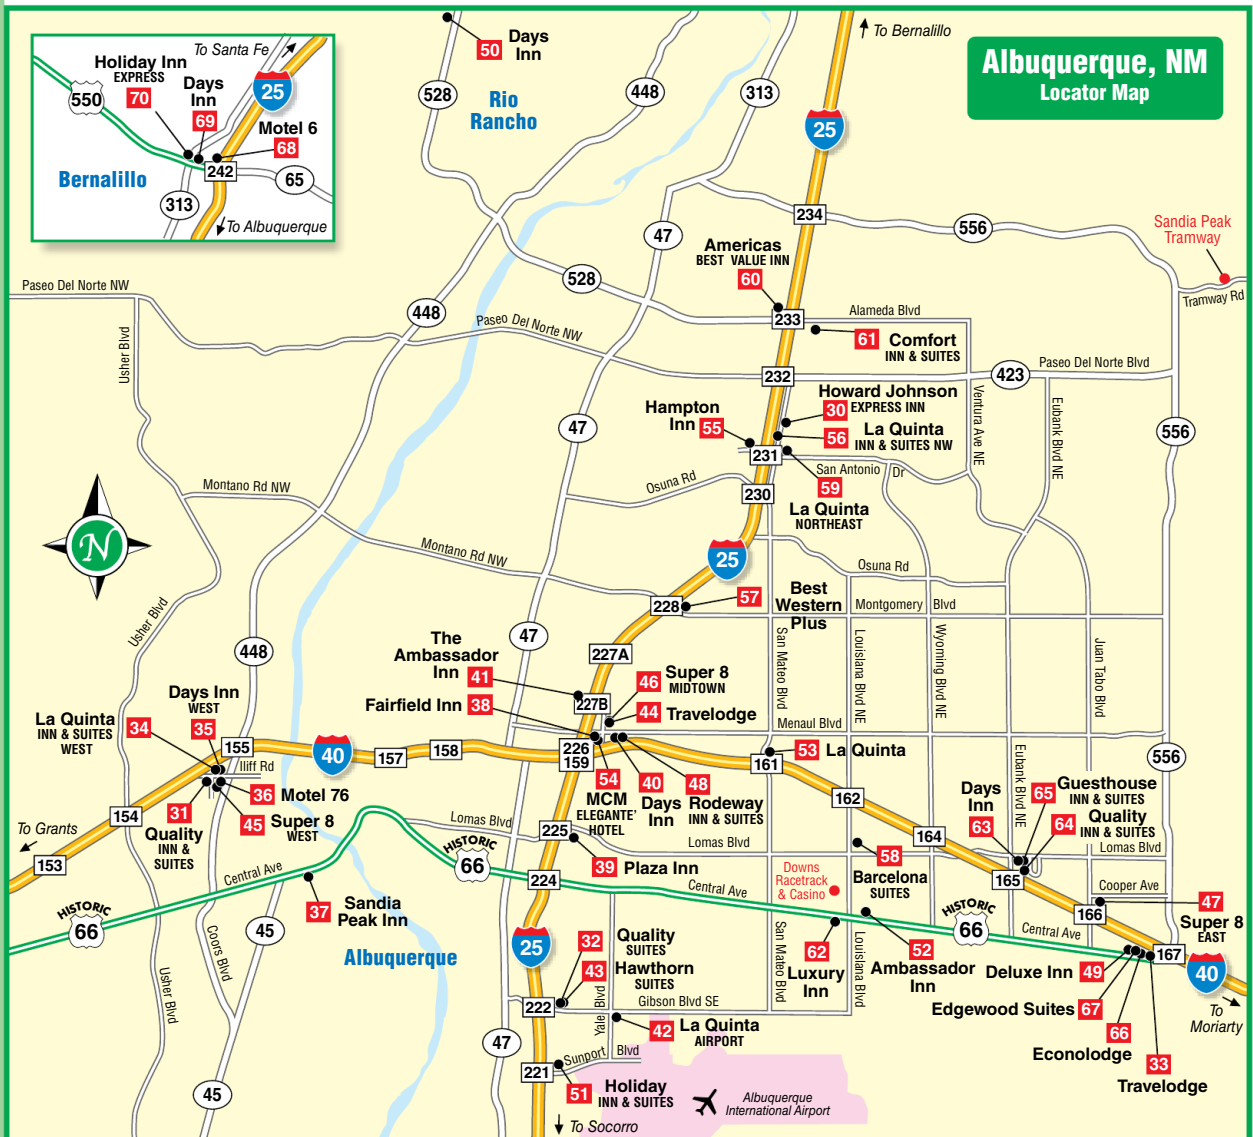 Albuquerque, NM
Locator Map
To Santa Fe
Holiday Inn
EXPRESS
70
Days
Inn
69
550
25
Motel 6
68
242
Bernalillo
65
313
To Albuquerque
50
Days
Inn
528
Rio
Rancho
448
313
To Bernalillo
25
234
47
556
Sandia Peak
Tramway
Tramway Rd
Americas
BEST VALUE INN
60
528
Paseo Del Norte NW
448
Paseo Del Norte NW
233
Alameda Blvd
61
Comfort
INN & SUITES
Usher Blvd
232
423
Paseo Del Norte Blvd
Howard Johnson
30
EXPRESS INN
Hampton
Inn
55
56
La Quinta
INN & SUITES NW
Ventura Ave NE
Eubank Blvd NE
47
556
231
San Antonio
Dr
59
La Quinta
NORTHEAST
Osuna Rd
230
Montano Rd NW
N
Montano Rd NW
25
Osuna Rd
57
Best
Western
Plus
228
Montgomery
Blvd
Usher Blvd
47
448
227A
San Mateo Blvd
Louisiana Blvd NE
Wyoming Blvd NE
Juan Tabo Blvd
The
Ambassador
Inn
41
46
Super 8
MIDTOWN
Fairfield Inn
38
227B
44
Travelodge
Menaul Blvd
Days Inn
WEST
35
La Quinta
INN & SUITES
WEST
34
155
40
157
158
226
159
53
La Quinta
161
556
Iliff Rd
54
MCM
ELEGANTE'
HOTEL
40
Days
Inn
48
Rodeway
INN & SUITES
36
Motel 76
31
Quality
INN &
SUITES
45
Super 8
WEST
154
To Grants
153
162
Eubank Blvd NE
Days
Inn
63
65
Guesthouse
INN & SUITES
64
Quality
INN & SUITES
Lomas Blvd
Lomas Blvd
225
Lomas Blvd
164
HISTORIC
66
39
Plaza Inn
58
Barcelona
SUITES
Downs
Racetrack
& Casino
165
Cooper Ave
Central Ave
224
Central Ave
47
Super 8
EAST
166
37
Sandia
Peak Inn
HISTORIC
66
HISTORIC
66
Central Ave
45
Coors Blvd
Albuquerque
25
32
Quality
SUITES
43
Hawthorn
SUITES
62
Luxury
Inn
52
Ambassador
Inn
San Mateo Blvd
Louisiana Blvd
Deluxe Inn
49
167
40
To
Moriarty
Usher Blvd
222
Yale Blvd
Gibson Blvd SE
Edgewood Suites
67
66
Econolodge
33
Travelodge
42
La Quinta
AIRPORT
47
Sunport
Blvd
221
51
Holiday
INN & SUITES
45
Albuquerque
International Airport
To Socorro